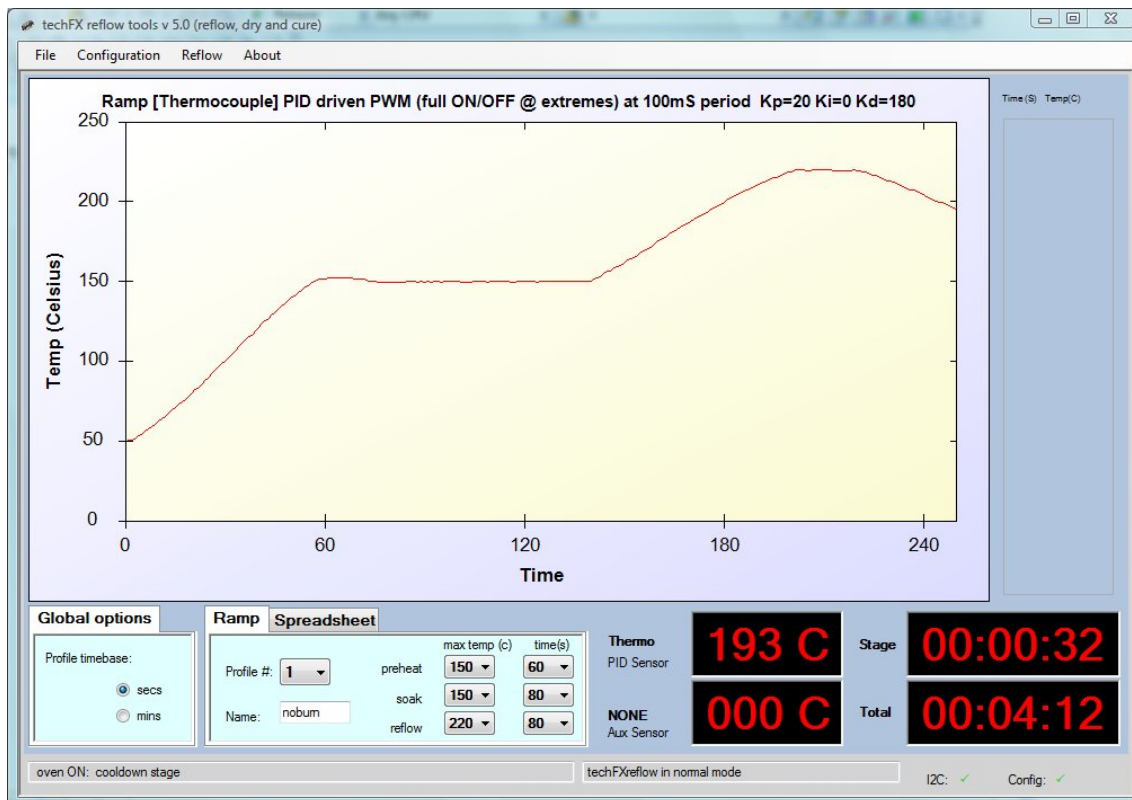 techFX reflow tools v 5.0 (reflow, dry and cure)
File Configuration Reflow About
Ramp [Thermocouple] PID driven PWM (full ON/OFF @ extremes) at 100mS period Kp=20 Ki=0 Kd=180
Time (S) Temp(C)
250
200
150
100
50
0
Temp (Celsius)
0 60 120 180 240
Time
Global options
Profile timebase:
secs
mins
Ramp Spreadsheet
max temp (c) time(s)
Profile #: 1 preheat 150 60
soak 150 80
Name: noburn
reflow 220 80
Thermo
PID Sensor
193 C
Stage
00:00:32
NONE
Aux Sensor
000 C
Total
00:04:12
oven ON: cooldown stage
techFXreflow in normal mode
I2C: ✓ Config: ✓